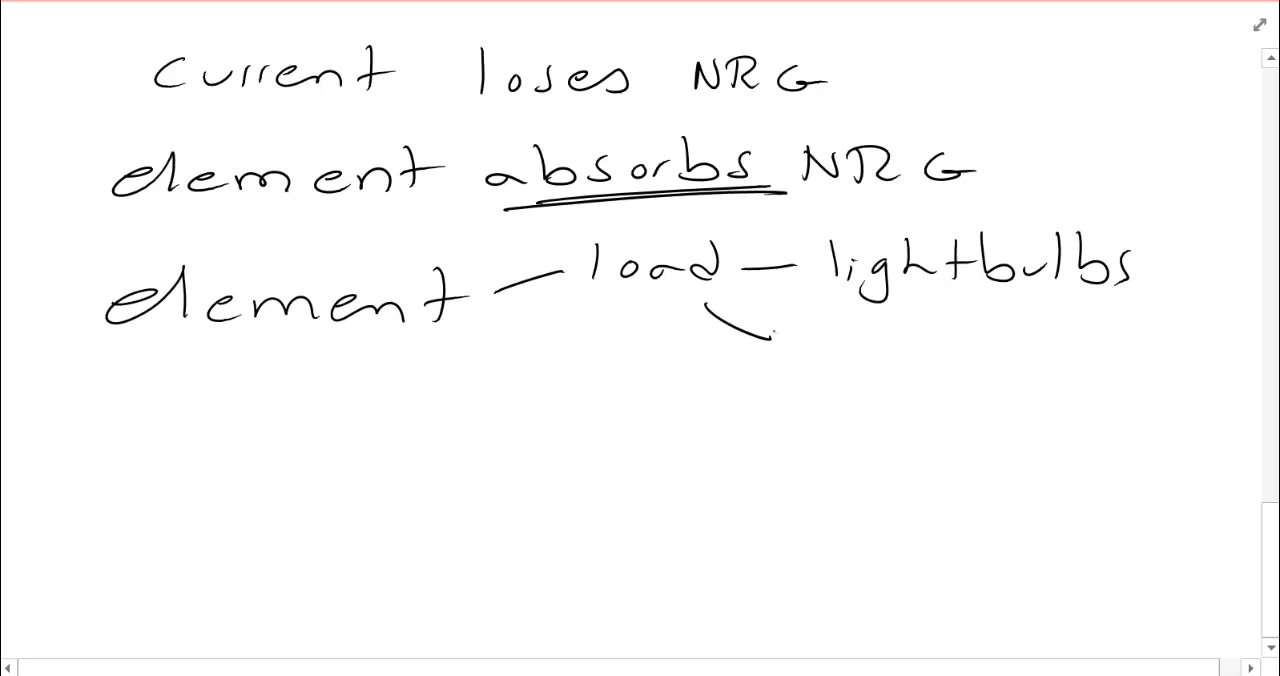 current loses NRG
element absorbs NRG
element — load — lightbulbs